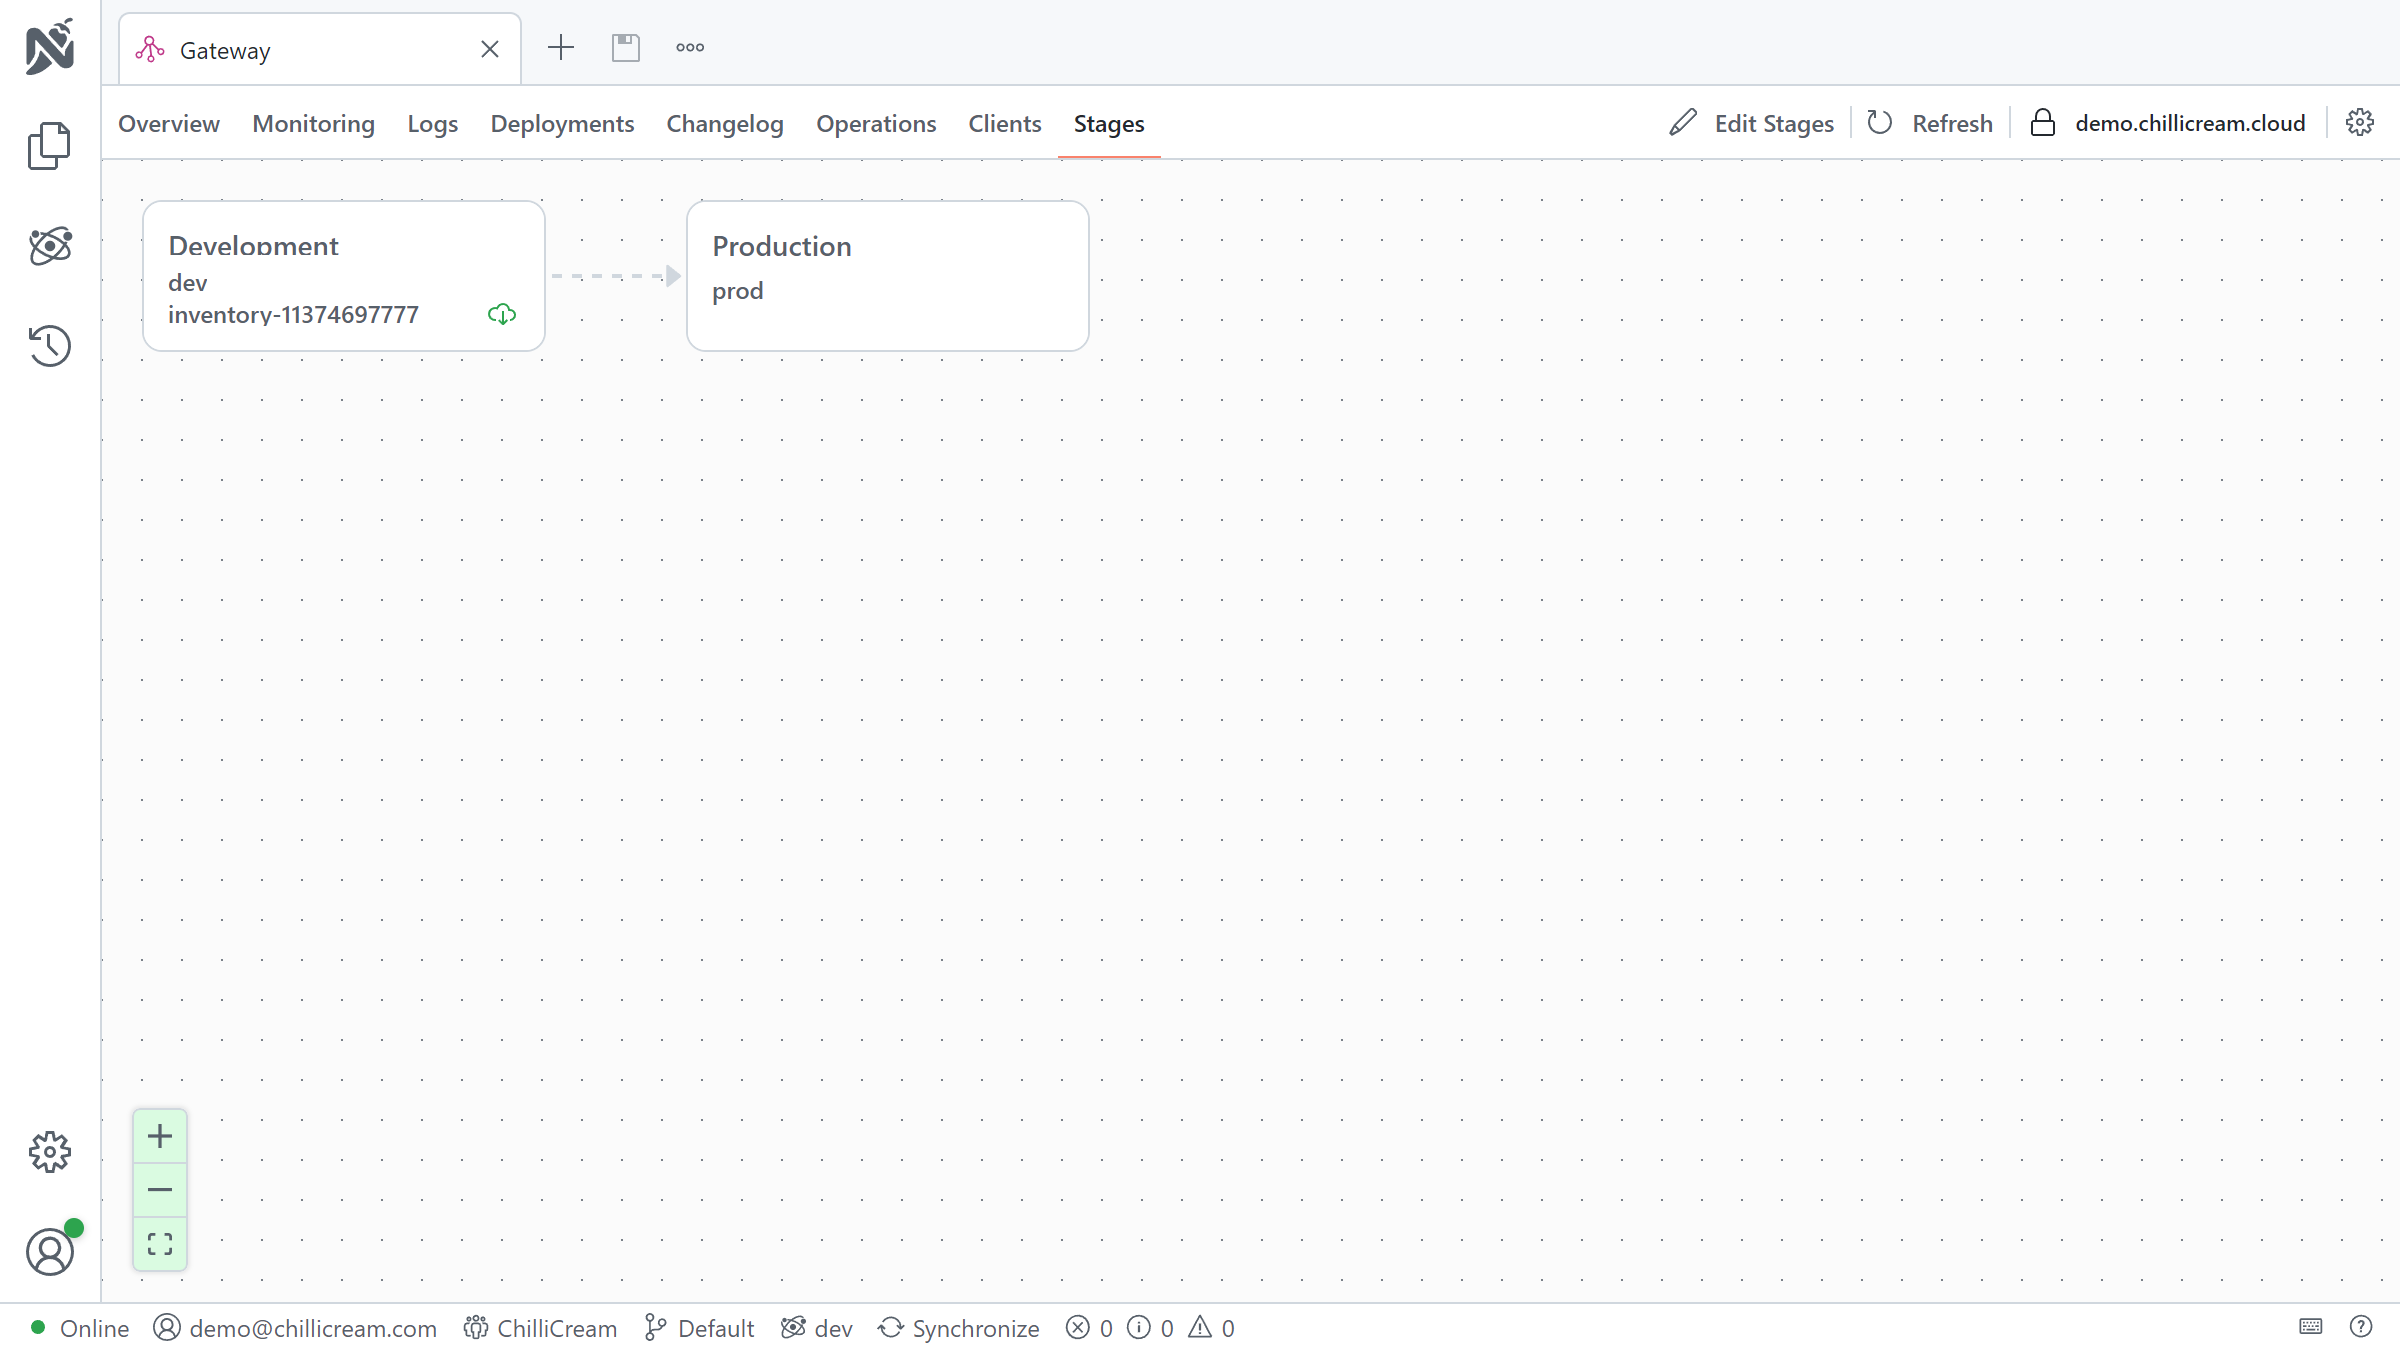 Gateway
Overview Monitoring Logs Deployments Changelog Operations Clients Stages Edit Stages Refresh demo.chillicream.cloud
Development
dev
inventory-11374697777
Production
prod
Online demo@chillicream.com ChilliCream Default dev Synchronize 0 0 0